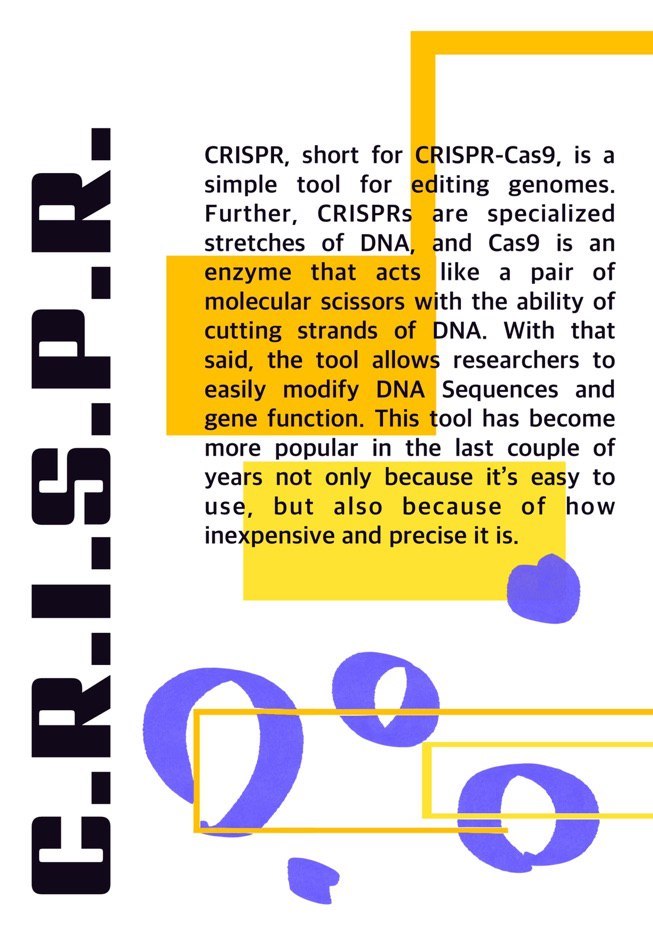 C.R.I.S.P.R.
CRISPR, short for CRISPR-Cas9, is a
simple tool for editing genomes.
Further, CRISPRs are specialized
stretches of DNA, and Cas9 is an
enzyme that acts like a pair of
molecular scissors with the ability of
cutting strands of DNA. With that
said, the tool allows researchers to
easily modify DNA Sequences and
gene function. This tool has become
more popular in the last couple of
years not only because it’s easy to
use, but also because of how
inexpensive and precise it is.